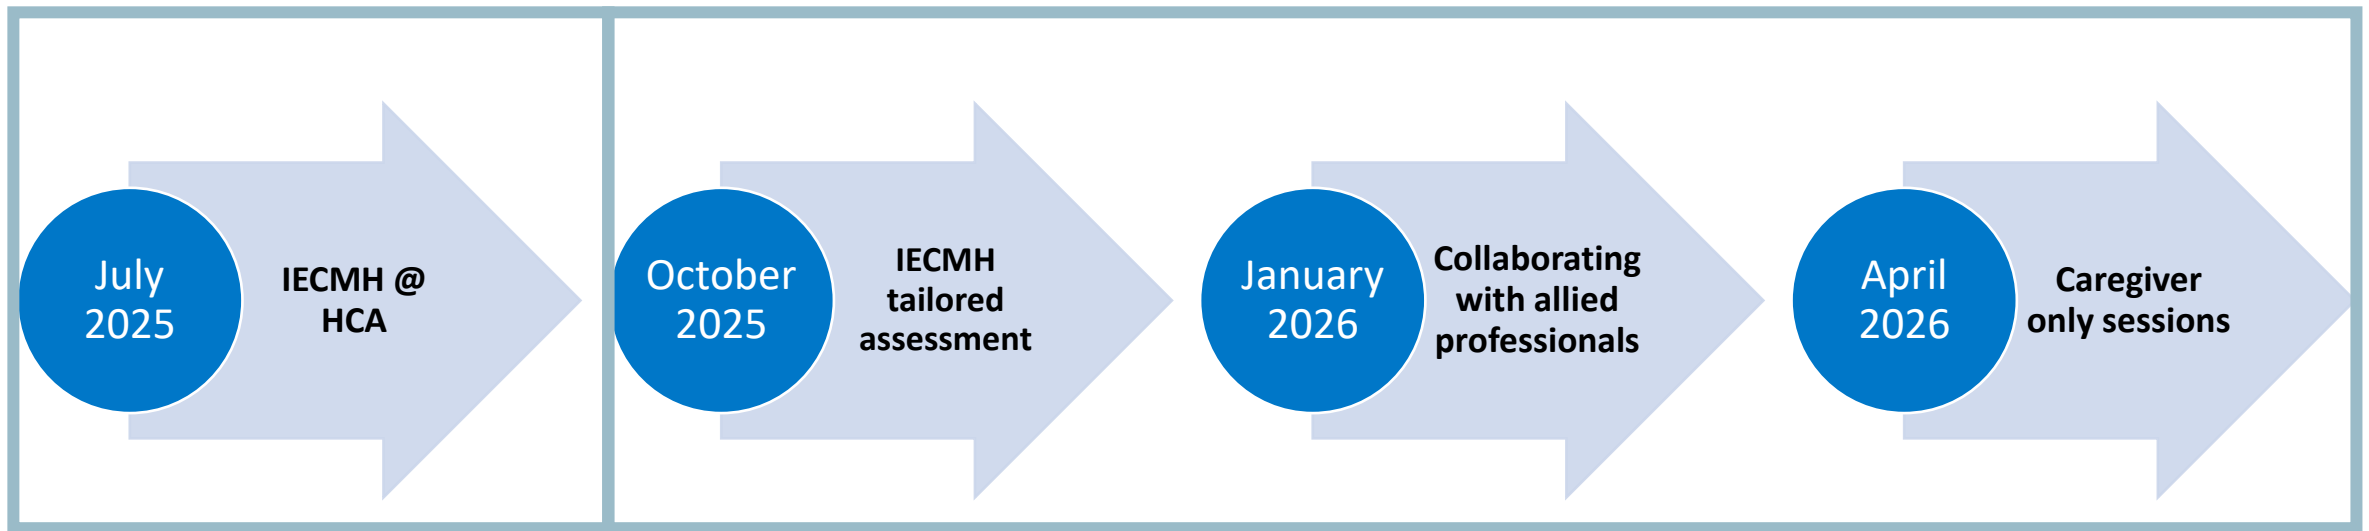 July
2025
IECMH @
HCA
October
2025
IECMH
tailored
assessment
January
2026
Collaborating
with allied
professionals
April
2026
Caregiver
only sessions